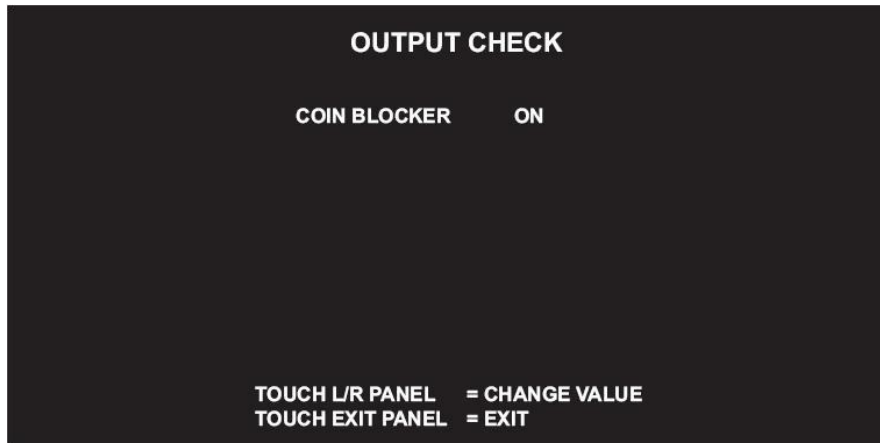 OUTPUT CHECK
COIN BLOCKER ON
TOUCH L/R PANEL = CHANGE VALUE
TOUCH EXIT PANEL = EXIT